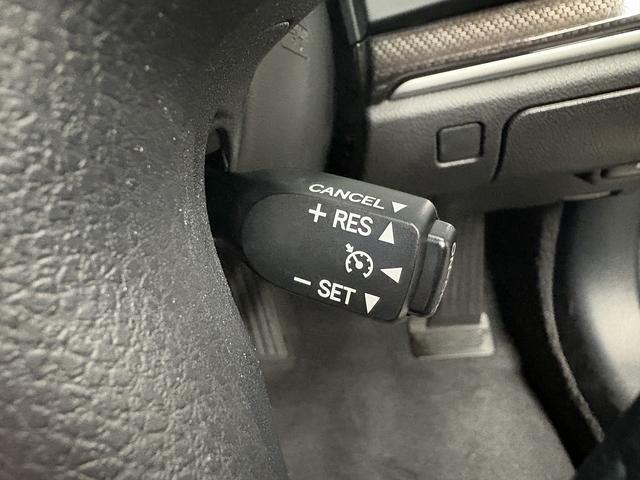 CANCEL ▼
+ RES ▲
◀
− SET ▼